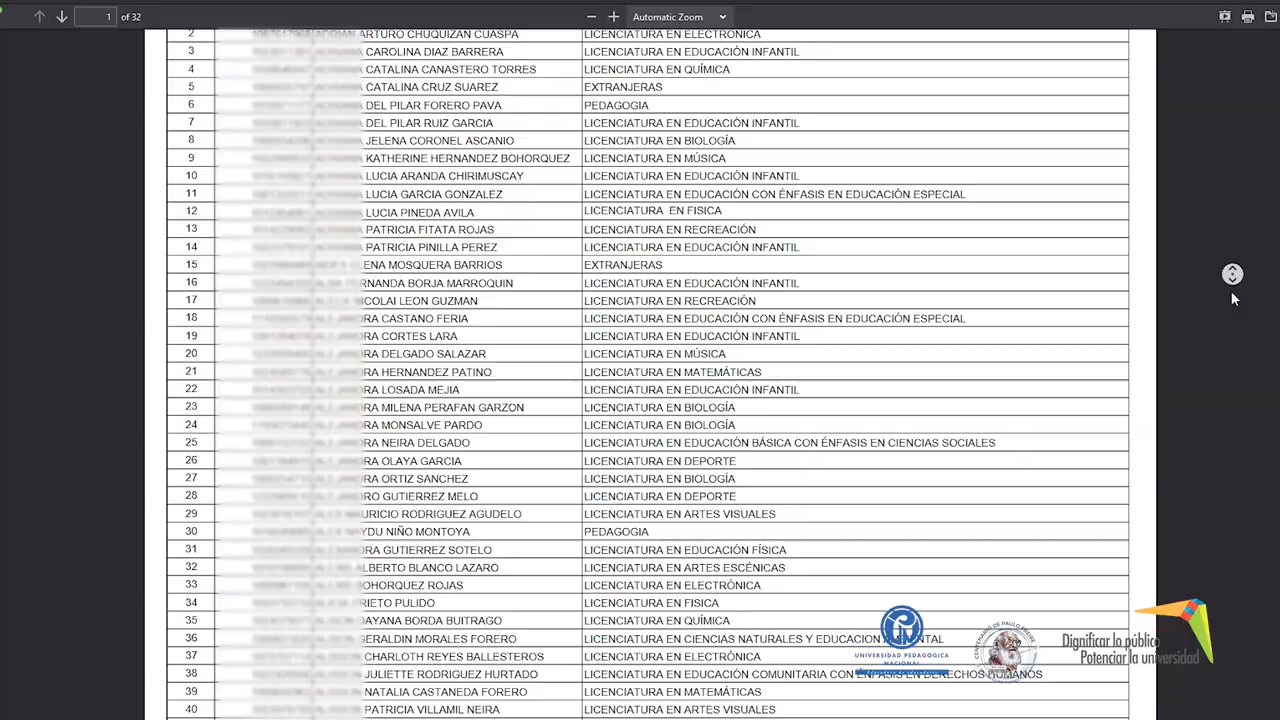 1 of 32 Automatic Zoom
2 ARTURO CHUQUIZAN CUASPA LICENCIATURA EN ELECTRÓNICA
3 CAROLINA DIAZ BARRERA LICENCIATURA EN EDUCACIÓN INFANTIL
4 CATALINA CANASTERO TORRES LICENCIATURA EN QUÍMICA
5 CATALINA CRUZ SUAREZ EXTRANJERAS
6 DEL PILAR FORERO PAVA PEDAGOGIA
7 DEL PILAR RUIZ GARCIA LICENCIATURA EN EDUCACIÓN INFANTIL
8 JELENA CORONEL ASCANIO LICENCIATURA EN BIOLOGÍA
9 KATHERINE HERNANDEZ BOHORQUEZ LICENCIATURA EN MÚSICA
10 LUCIA ARANDA CHIRIMUSCAY LICENCIATURA EN EDUCACIÓN INFANTIL
11 LUCIA GARCIA GONZALEZ LICENCIATURA EN EDUCACIÓN CON ÉNFASIS EN EDUCACIÓN ESPECIAL
12 LUCIA PINEDA AVILA LICENCIATURA EN FISICA
13 PATRICIA FITATA ROJAS LICENCIATURA EN RECREACIÓN
14 PATRICIA PINILLA PEREZ LICENCIATURA EN EDUCACIÓN INFANTIL
15 ENA MOSQUERA BARRIOS EXTRANJERAS
16 RNANDA BORJA MARROQUIN LICENCIATURA EN EDUCACIÓN INFANTIL
17 ICOLAI LEON GUZMAN LICENCIATURA EN RECREACIÓN
18 RA CASTANO FERIA LICENCIATURA EN EDUCACIÓN CON ÉNFASIS EN EDUCACIÓN ESPECIAL
19 RA CORTES LARA LICENCIATURA EN EDUCACIÓN INFANTIL
20 RA DELGADO SALAZAR LICENCIATURA EN MÚSICA
21 RA HERNANDEZ PATINO LICENCIATURA EN MATEMÁTICAS
22 RA LOSADA MEJIA LICENCIATURA EN EDUCACIÓN INFANTIL
23 RA MILENA PERAFAN GARZON LICENCIATURA EN BIOLOGÍA
24 RA MONSALVE PARDO LICENCIATURA EN BIOLOGÍA
25 RA NEIRA DELGADO LICENCIATURA EN EDUCACIÓN BÁSICA CON ÉNFASIS EN CIENCIAS SOCIALES
26 RA OLAYA GARCIA LICENCIATURA EN DEPORTE
27 RA ORTIZ SANCHEZ LICENCIATURA EN BIOLOGÍA
28 RO GUTIERREZ MELO LICENCIATURA EN DEPORTE
29 AURICIO RODRIGUEZ AGUDELO LICENCIATURA EN ARTES VISUALES
30 YDU NIÑO MONTOYA PEDAGOGIA
31 RA GUTIERREZ SOTELO LICENCIATURA EN EDUCACIÓN FÍSICA
32 ALBERTO BLANCO LAZARO LICENCIATURA EN ARTES ESCÉNICAS
33 BOHORQUEZ ROJAS LICENCIATURA EN ELECTRÓNICA
34 RIETO PULIDO LICENCIATURA EN FISICA
35 DAYANA BORDA BUITRAGO LICENCIATURA EN QUÍMICA
36 GERALDIN MORALES FORERO LICENCIATURA EN CIENCIAS NATURALES Y EDUCACION
37 CHARLOTH REYES BALLESTEROS LICENCIATURA EN ELECTRÓNICA
38 JULIETTE RODRIGUEZ HURTADO LICENCIATURA EN EDUCACIÓN COMUNITARIA CON ÉNFASIS EN DERECHOS HUMANOS
39 NATALIA CASTANEDA FORERO LICENCIATURA EN MATEMÁTICAS
40 PATRICIA VILLAMIL NEIRA LICENCIATURA EN ARTES VISUALES
UNIVERSIDAD PEDAGOGICA
NACIONAL
CENTENARIO DE PAULO FREIRE
Dignificar lo público
Potenciar la universidad